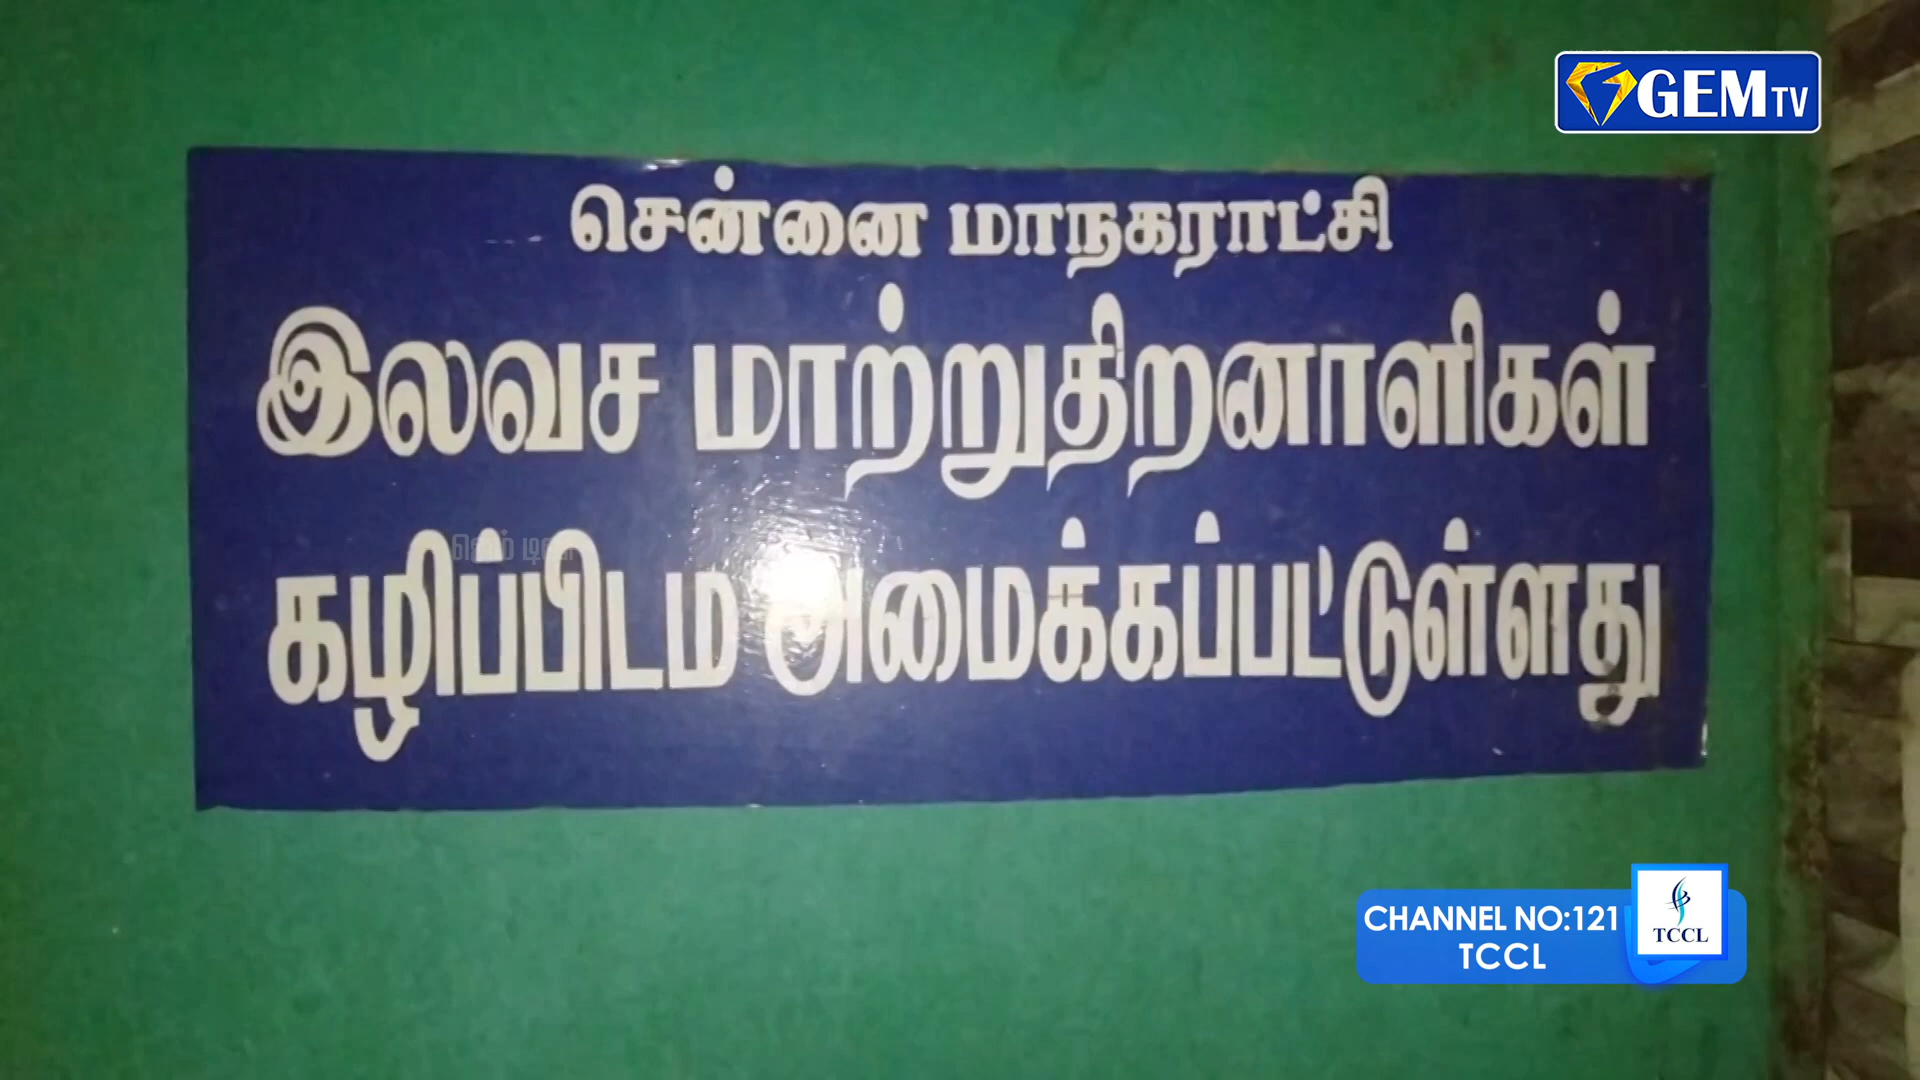 GEM TV
சென்னை மாநகராட்சி
இலவச மாற்றுதிறனாளிகள்
கழிப்பிடம் அமைக்கப்பட்டுள்ளது
CHANNEL NO:121
TCCL
TCCL